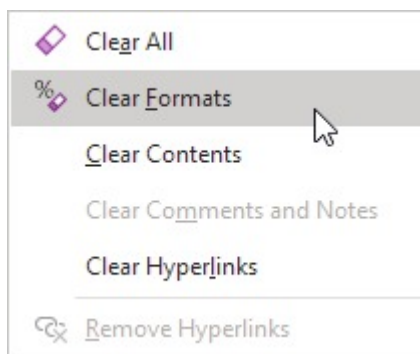 Clear All
Clear Formats
Clear Contents
Clear Comments and Notes
Clear Hyperlinks
Remove Hyperlinks